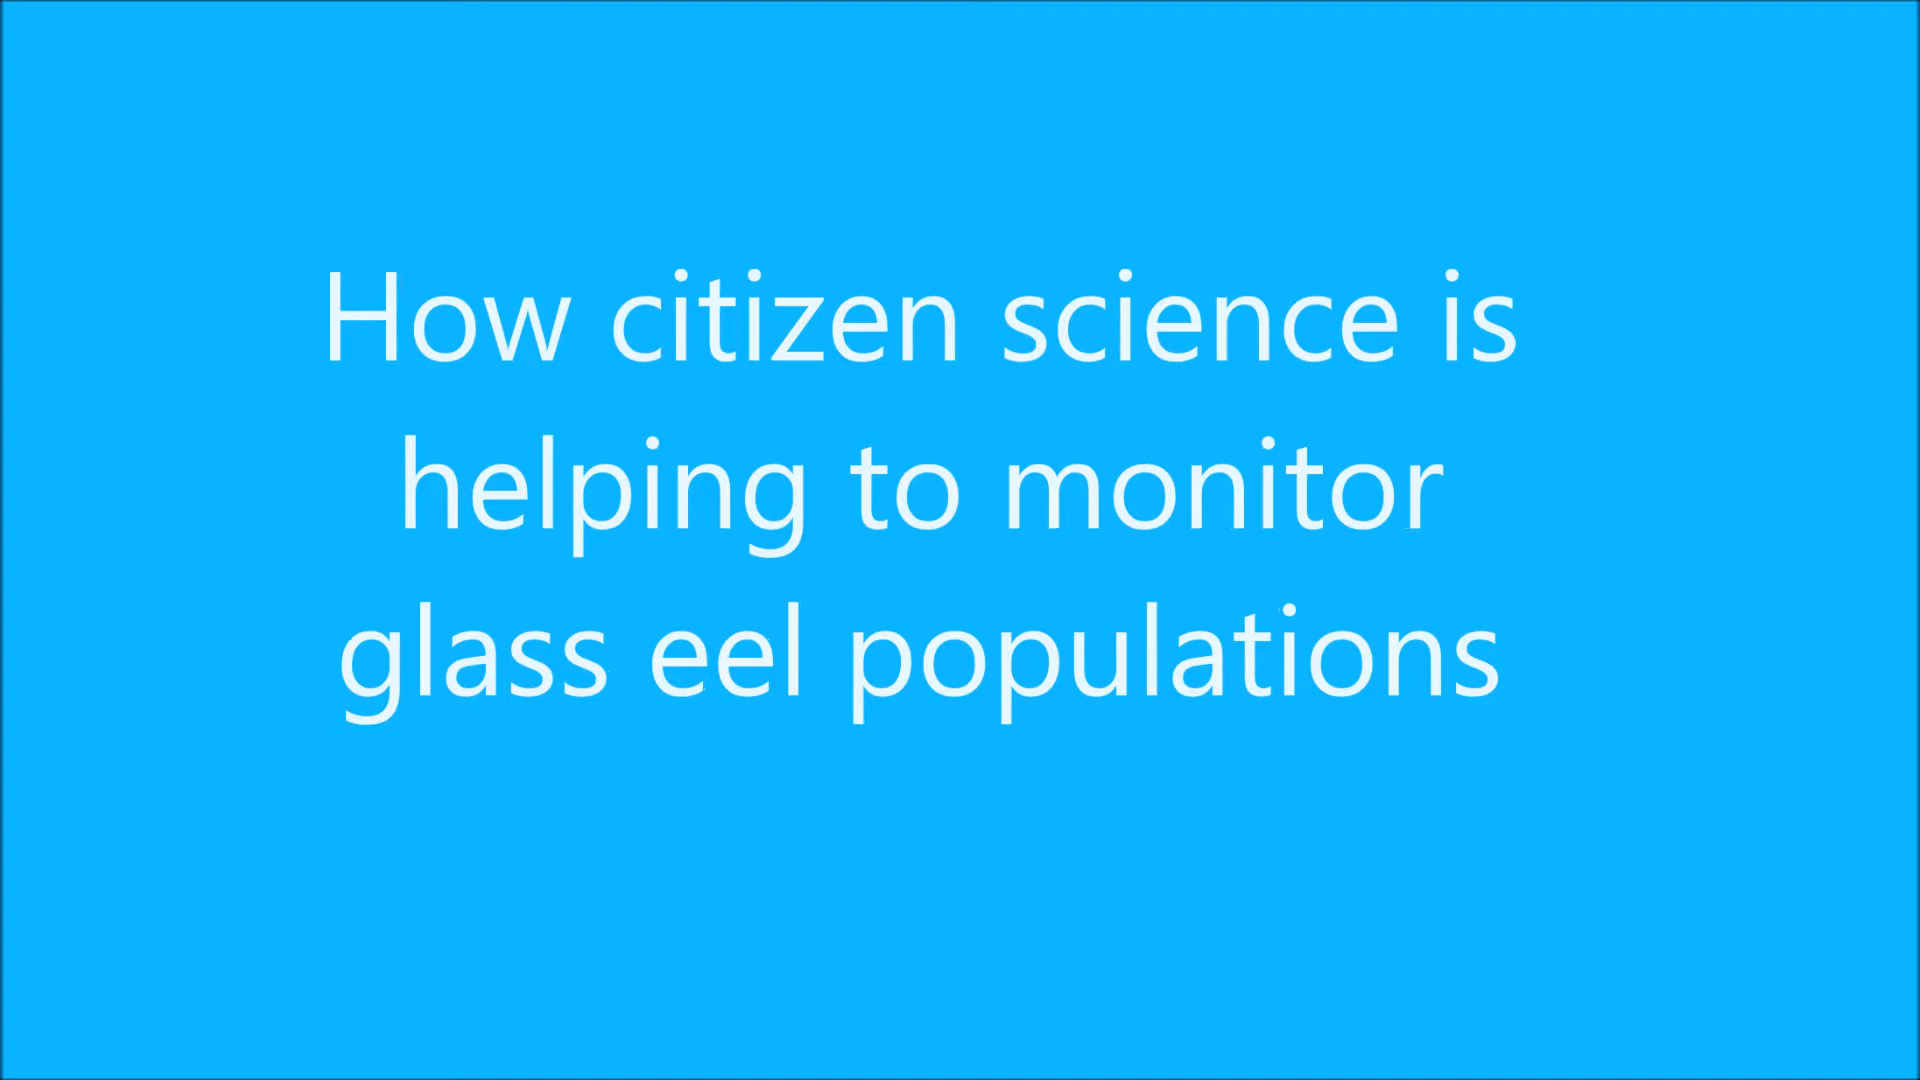 How citizen science is
helping to monitor
glass eel populations